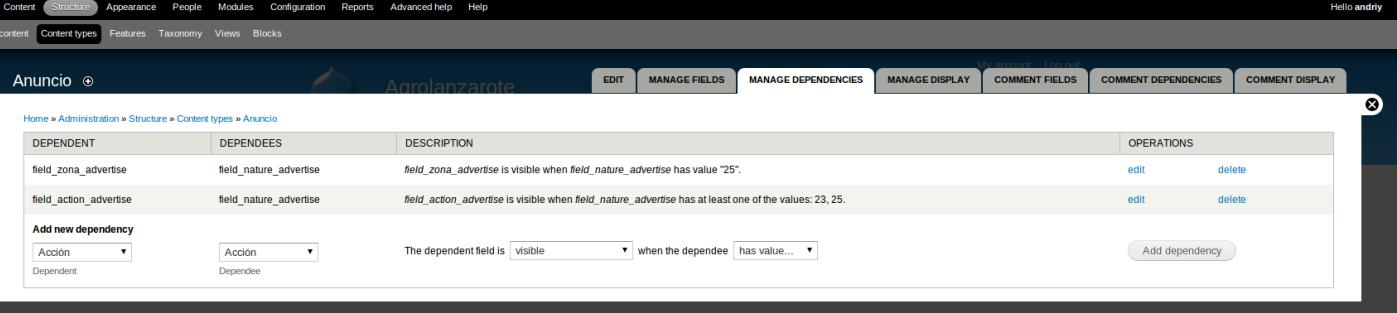 Content Structure Appearance People Modules Configuration Reports Advanced help Help Hello andriy
content Content types Features Taxonomy Views Blocks
My account Log out
Anuncio Agrolanzarote EDIT MANAGE FIELDS MANAGE DEPENDENCIES MANAGE DISPLAY COMMENT FIELDS COMMENT DEPENDENCIES COMMENT DISPLAY
Home » Administration » Structure » Content types » Anuncio
DEPENDENT DEPENDEES DESCRIPTION OPERATIONS
field_zona_advertise field_nature_advertise field_zona_advertise is visible when field_nature_advertise has value "25". edit delete
field_action_advertise field_nature_advertise field_action_advertise is visible when field_nature_advertise has at least one of the values: 23, 25. edit delete
Add new dependency
Acción Acción The dependent field is visible when the dependee has value... Add dependency
Dependent Dependee